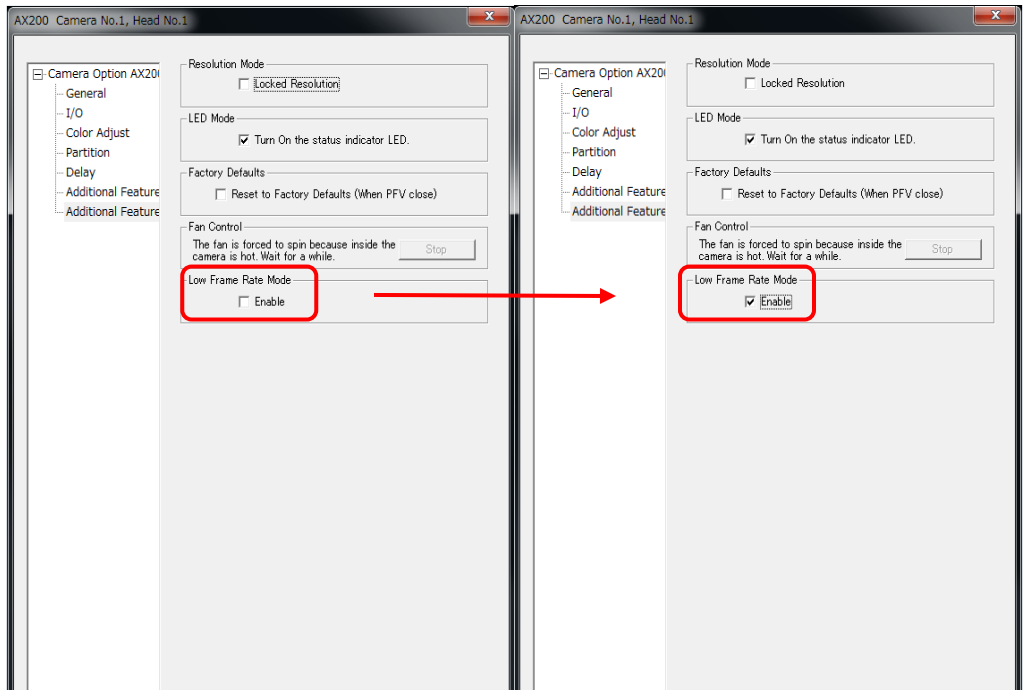 AX200 Camera No.1, Head No.1
Camera Option AX20
General
I/O
Color Adjust
Partition
Delay
Additional Feature
Additional Feature
Resolution Mode
Locked Resolution
LED Mode
Turn On the status indicator LED.
Factory Defaults
Reset to Factory Defaults (When PFV close)
Fan Control
The fan is forced to spin because inside the
camera is hot. Wait for a while.
Stop
Low Frame Rate Mode
Enable
AX200 Camera No.1, Head No.1
Camera Option AX20
General
I/O
Color Adjust
Partition
Delay
Additional Feature
Additional Feature
Resolution Mode
Locked Resolution
LED Mode
Turn On the status indicator LED.
Factory Defaults
Reset to Factory Defaults (When PFV close)
Fan Control
The fan is forced to spin because inside the
camera is hot. Wait for a while.
Stop
Low Frame Rate Mode
Enable